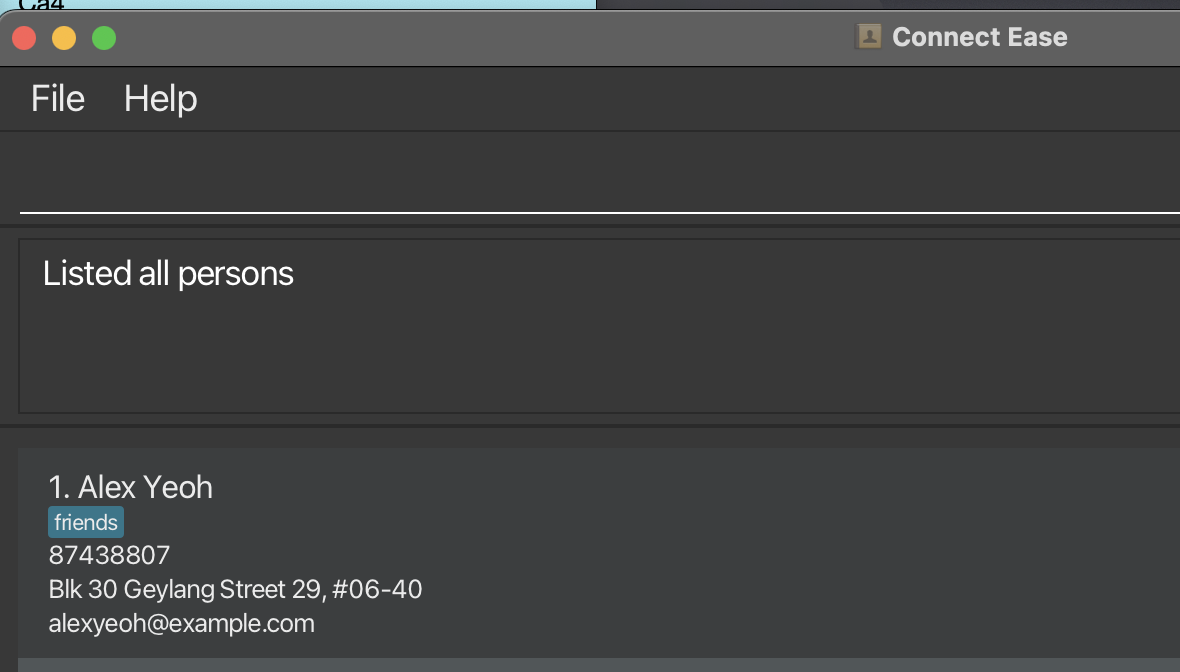 Ca4
Connect Ease
File Help
Listed all persons
1. Alex Yeoh
friends
87438807
Blk 30 Geylang Street 29, #06-40
alexyeoh@example.com